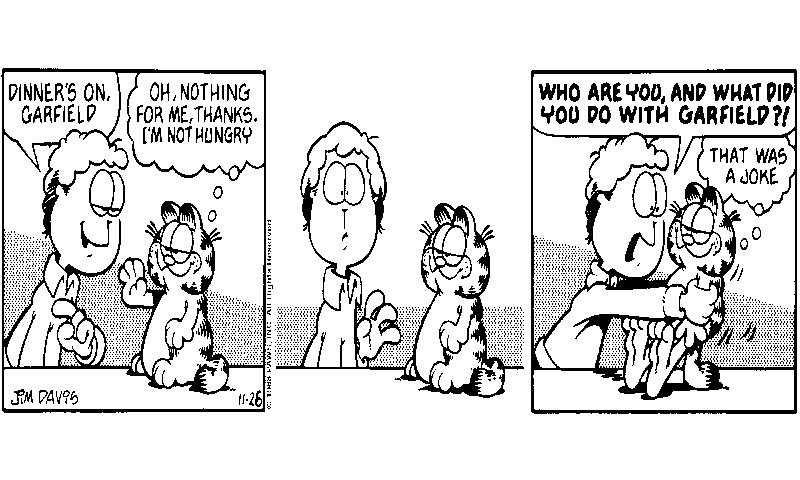 DINNER'S ON,
GARFIELD
OH, NOTHING
FOR ME, THANKS.
I'M NOT HUNGRY
JIM DAVIS
11-26
WHO ARE YOU, AND WHAT DID
YOU DO WITH GARFIELD?!
THAT WAS
A JOKE